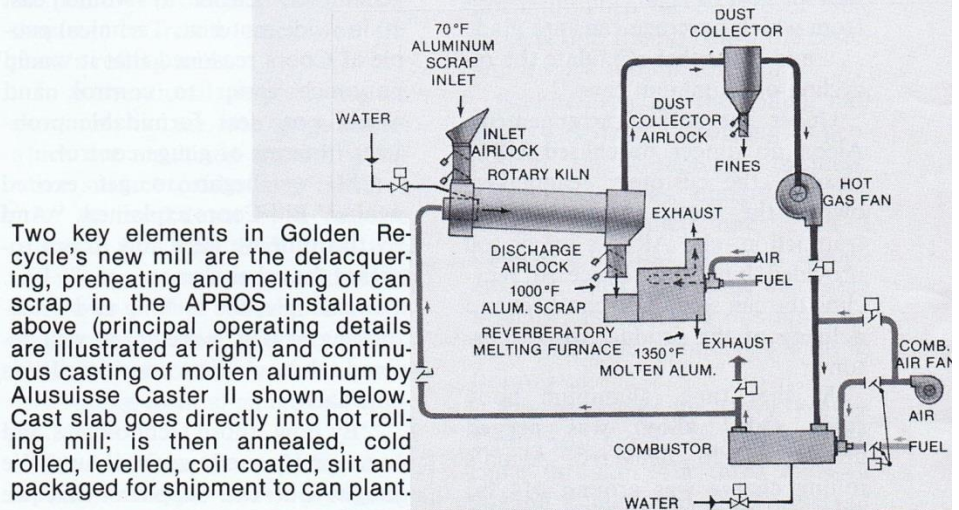 70°F
ALUMINUM
SCRAP
INLET
WATER
INLET
AIRLOCK
ROTARY KILN
DUST
COLLECTOR
DUST
COLLECTOR
AIRLOCK
FINES
HOT
GAS FAN
EXHAUST
DISCHARGE
AIRLOCK
1000°F
ALUM. SCRAP
AIR
FUEL
REVERBERATORY
MELTING FURNACE
1350°F
MOLTEN ALUM.
EXHAUST
COMB.
AIR FAN
AIR
COMBUSTOR
FUEL
WATER
Two key elements in Golden Re-
cycle's new mill are the delacquer-
ing, preheating and melting of can
scrap in the APROS installation
above (principal operating details
are illustrated at right) and continu-
ous casting of molten aluminum by
Alusuisse Caster II shown below.
Cast slab goes directly into hot roll-
ing mill; is then annealed, cold
rolled, levelled, coil coated, slit and
packaged for shipment to can plant.